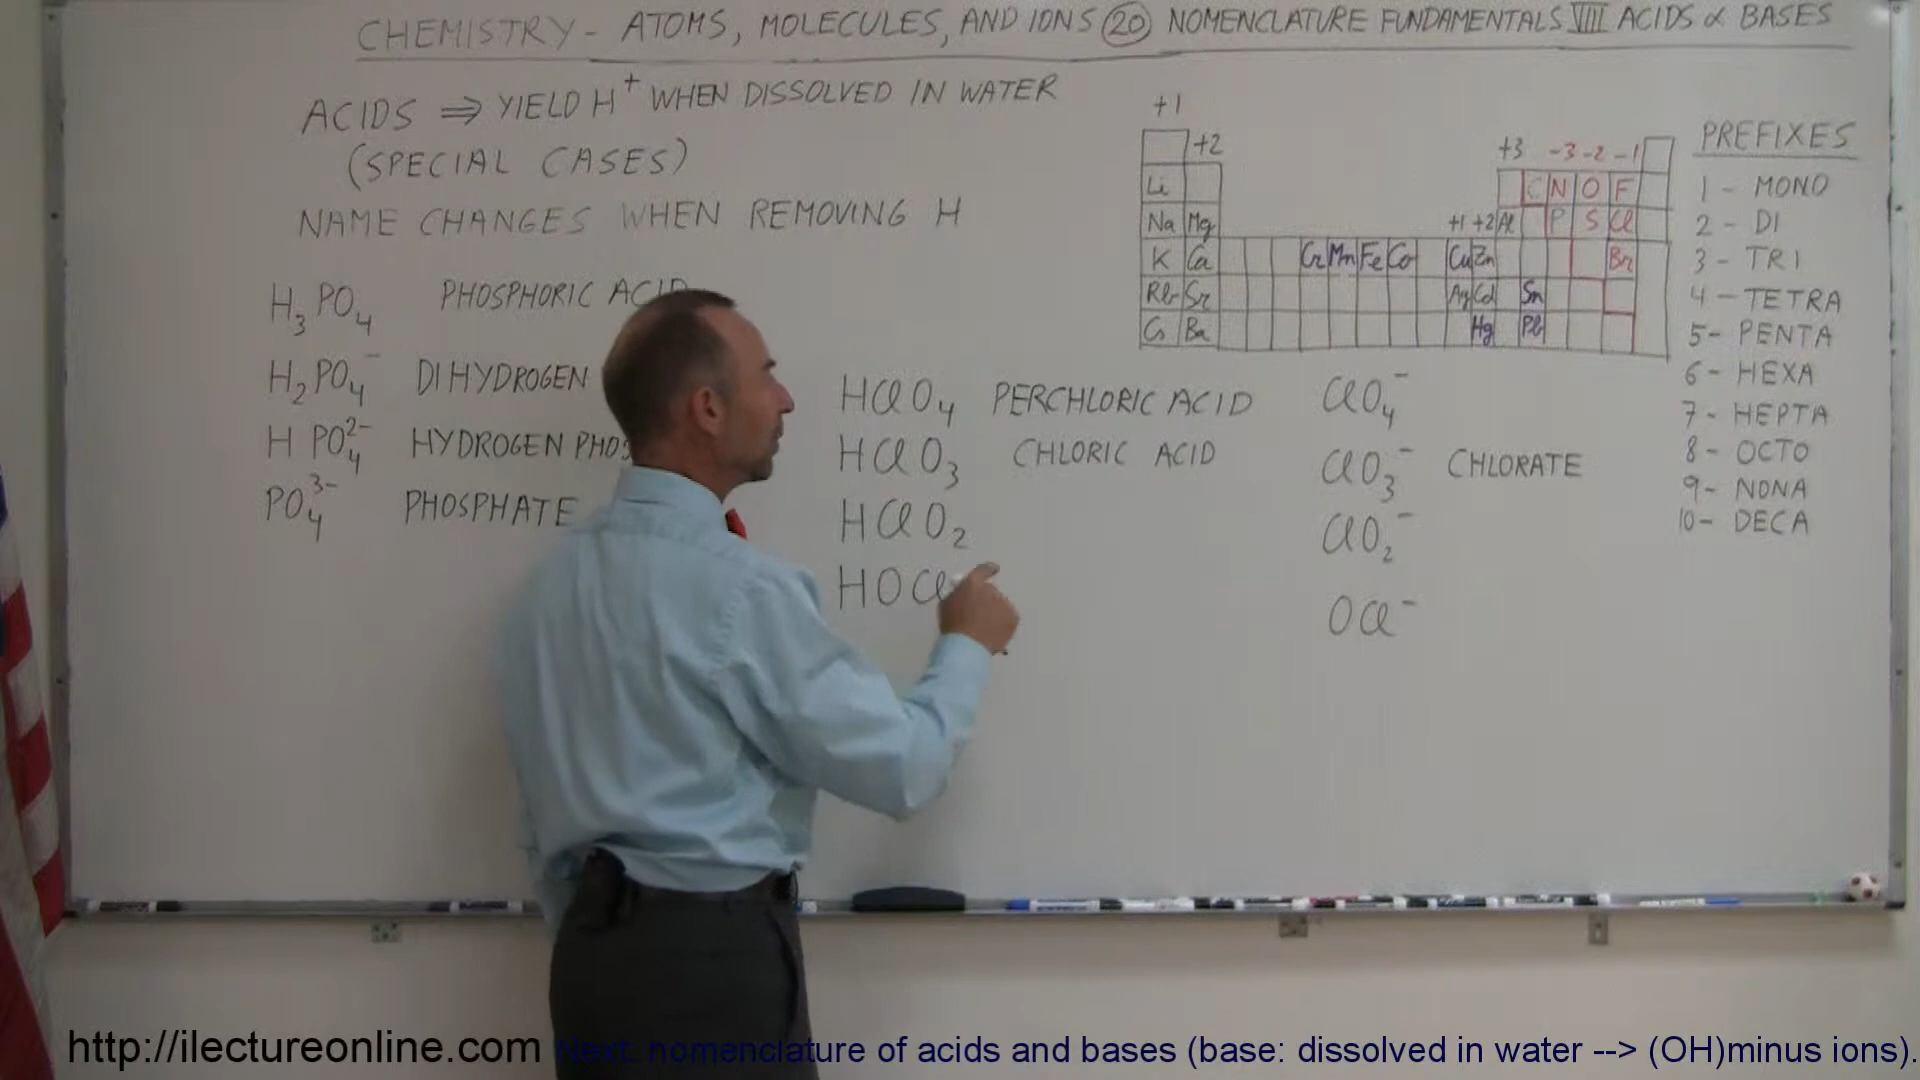 CHEMISTRY - ATOMS, MOLECULES, AND IONS 20 NOMENCLATURE FUNDAMENTALS VIII ACIDS & BASES
ACIDS ⇒ YIELD H⁺ WHEN DISSOLVED IN WATER
(SPECIAL CASES)
NAME CHANGES WHEN REMOVING H
H₃PO₄ PHOSPHORIC ACID
H₂PO₄⁻ DIHYDROGEN
H PO₄²⁻ HYDROGEN PHOS
PO₄³⁻ PHOSPHATE
HClO₄ PERCHLORIC ACID
HClO₃ CHLORIC ACID
HClO₂
HOCl
ClO₄⁻
ClO₃⁻ CHLORATE
ClO₂⁻
OCl⁻
+1
+2 +3 -3 -2 -1
Li C N O F
Na Mg +1 +2 Al P S Cl
K Ca Cr Mn Fe Co Cu Zn Br
Rb Sr Ag Cd Sn
Cs Ba Hg Pb
PREFIXES
1 - MONO
2 - DI
3 - TRI
4 - TETRA
5 - PENTA
6 - HEXA
7 - HEPTA
8 - OCTO
9 - NONA
10 - DECA
http://ilectureonline.com Next: nomenclature of acids and bases (base: dissolved in water --> (OH)minus ions).